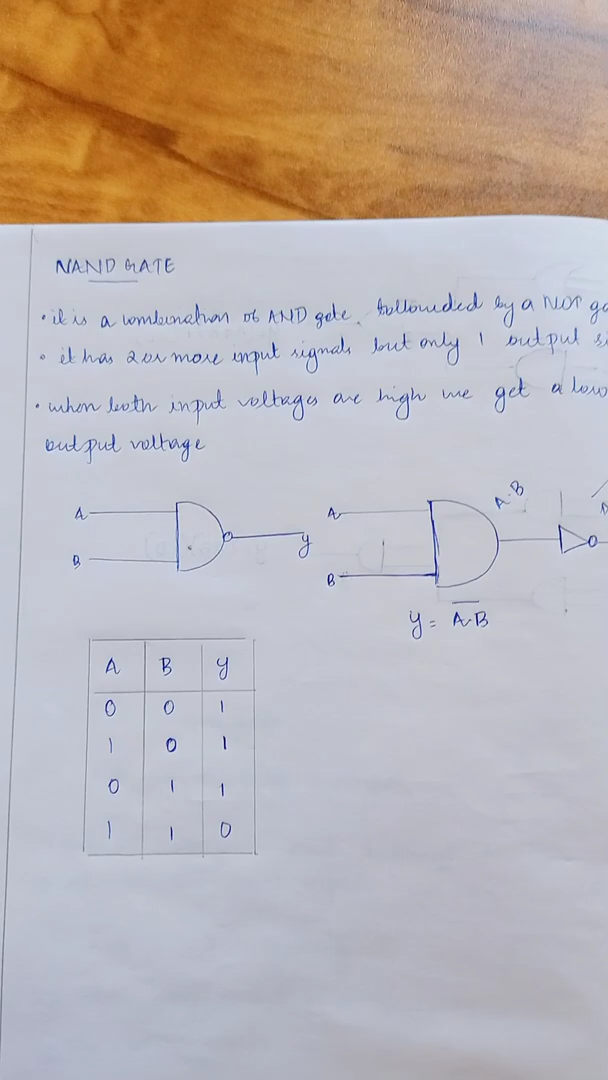 NAND GATE
• it is a combination of AND gate. followded by a NOT
• it has 2 or more input signals but only 1 output
• when both input voltages are high we get a low
output voltage
A
B
y
A
B
A·B
y = \overline{A·B}
A B y
0 0 1
1 0 1
0 1 1
1 1 0